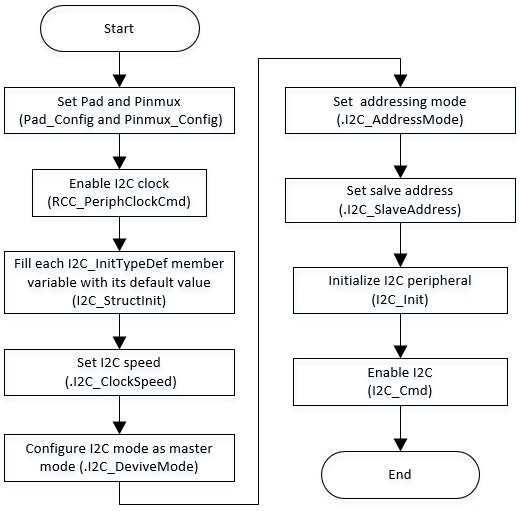 Start
Set Pad and Pinmux
(Pad_Config and Pinmux_Config)
Enable I2C clock
(RCC_PeriphClockCmd)
Fill each I2C_InitTypeDef member
variable with its default value
(I2C_StructInit)
Set I2C speed
(.I2C_ClockSpeed)
Configure I2C mode as master
mode (.I2C_DeviveMode)
Set  addressing mode
(.I2C_AddressMode)
Set salve address
(.I2C_SlaveAddress)
Initialize I2C peripheral
(I2C_Init)
Enable I2C
(I2C_Cmd)
End